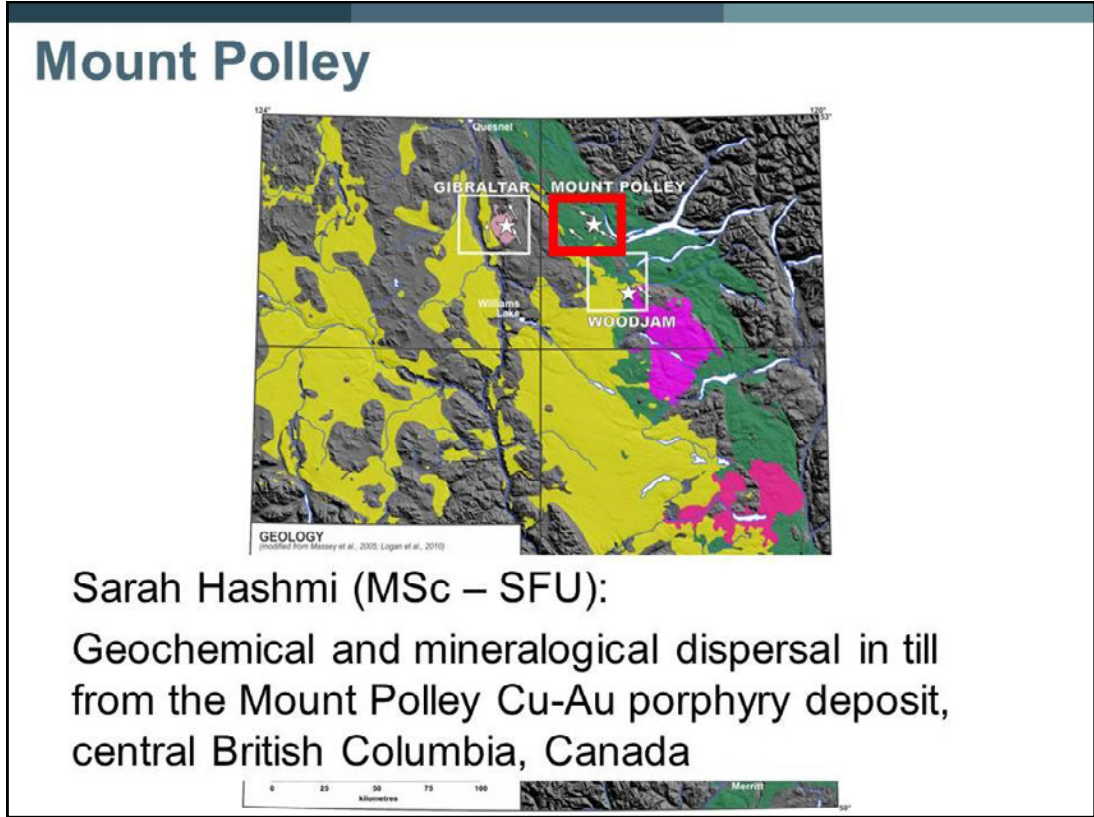 Mount Polley
124°
120°
53°
Quesnel
GIBRALTAR
MOUNT POLLEY
Williams
Lake
WOODJAM
GEOLOGY
(modified from Massey et al., 2005; Logan et al., 2010)
Sarah Hashmi (MSc – SFU):
Geochemical and mineralogical dispersal in till
from the Mount Polley Cu-Au porphyry deposit,
central British Columbia, Canada
0 25 50 75 100
kilometres
Merritt
50°